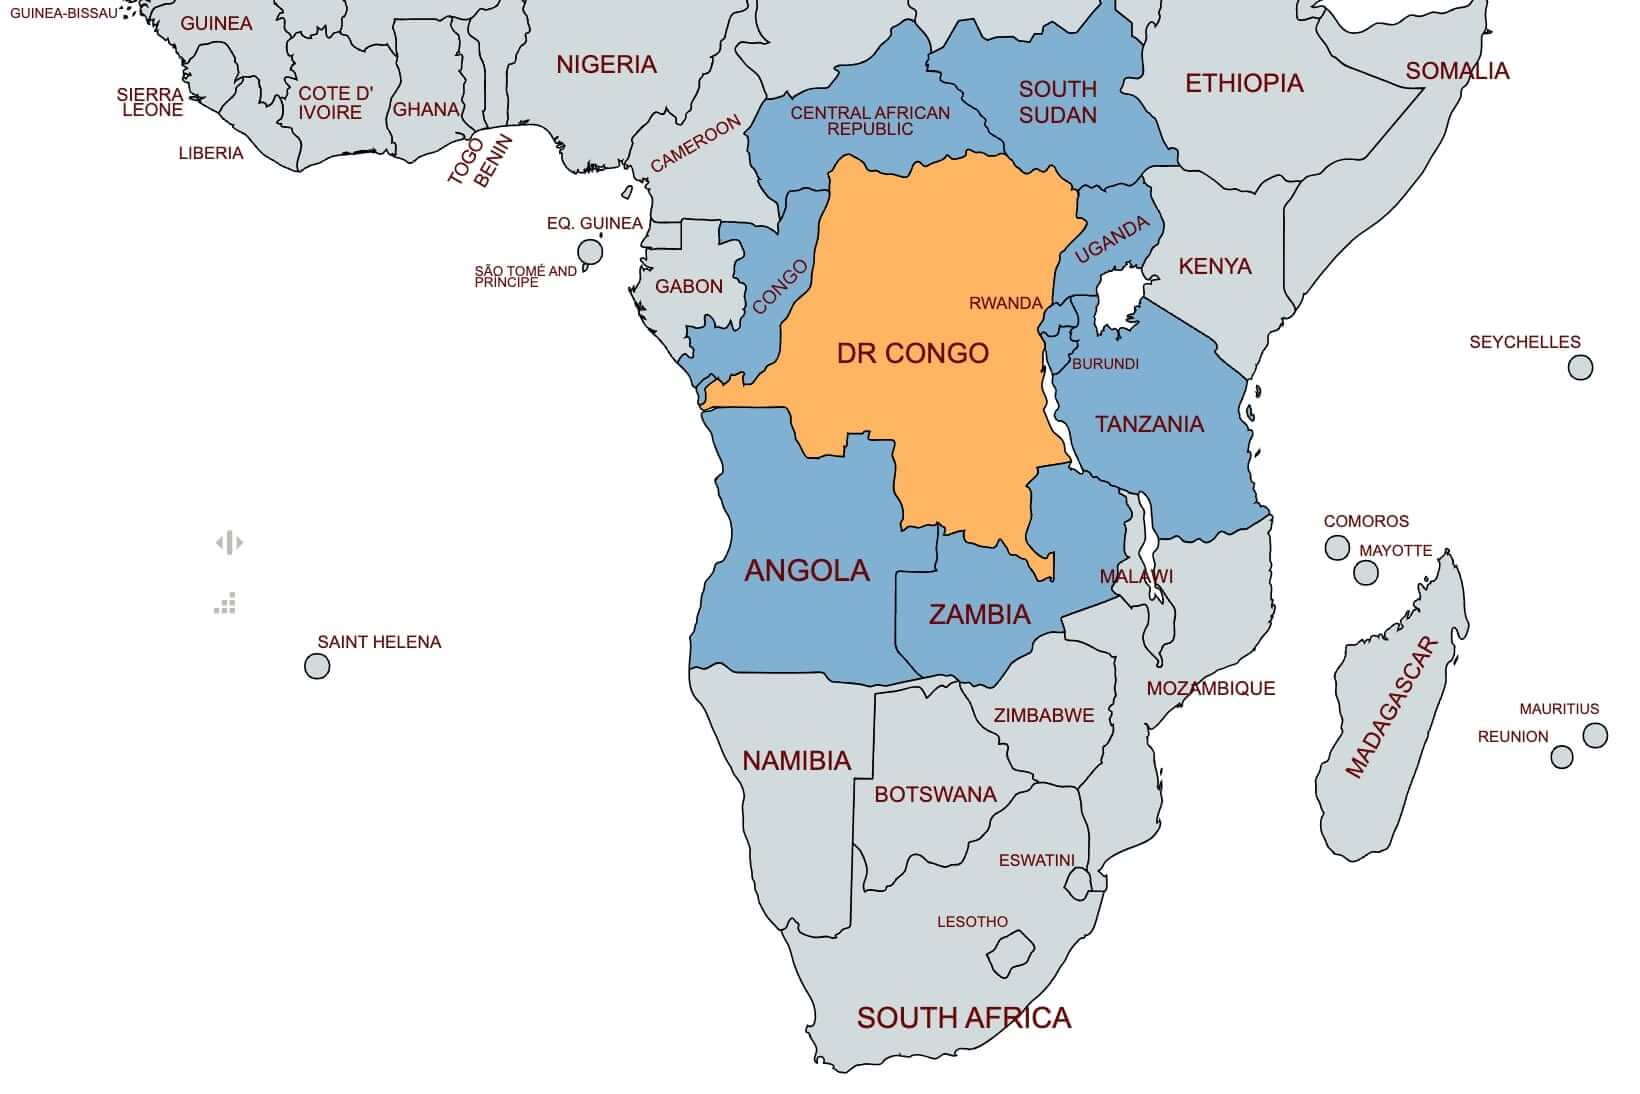 GUINEA-BISSAU
GUINEA
SIERRA
LEONE
LIBERIA
COTE D'
IVOIRE
GHANA
TOGO
BENIN
NIGERIA
CAMEROON
CENTRAL AFRICAN
REPUBLIC
SOUTH
SUDAN
ETHIOPIA
SOMALIA
EQ. GUINEA
SÃO TOMÉ AND
PRINCIPE
GABON
CONGO
UGANDA
KENYA
RWANDA
DR CONGO
BURUNDI
TANZANIA
SEYCHELLES
COMOROS
MAYOTTE
ANGOLA
ZAMBIA
MALAWI
SAINT HELENA
MOZAMBIQUE
MADAGASCAR
MAURITIUS
REUNION
ZIMBABWE
NAMIBIA
BOTSWANA
ESWATINI
LESOTHO
SOUTH AFRICA